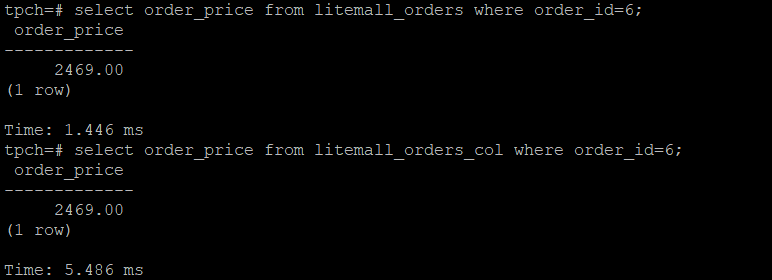 tpch=# select order_price from litemall_orders where order_id=6;
 order_price
-------------
     2469.00
(1 row)

Time: 1.446 ms
tpch=# select order_price from litemall_orders_col where order_id=6;
 order_price
-------------
     2469.00
(1 row)

Time: 5.486 ms